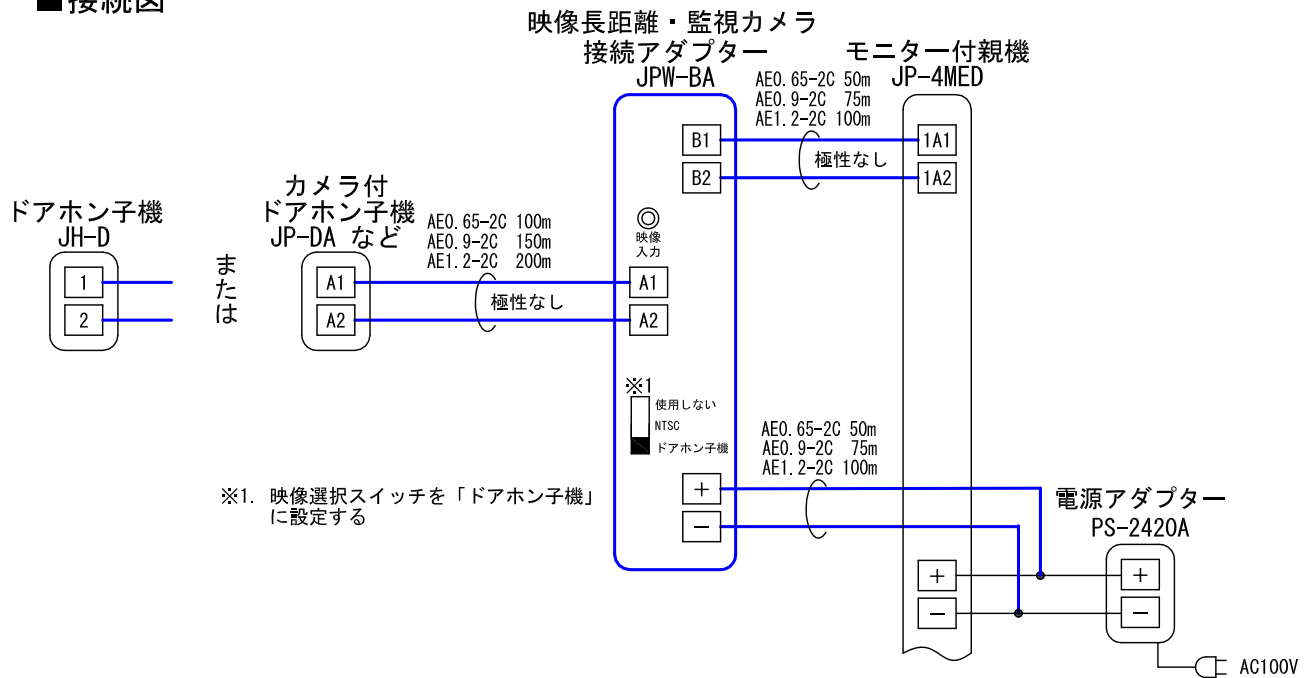 ■接続図
映像長距離・監視カメラ
接続アダプター
JPW-BA
モニター付親機
JP-4MED
AE0.65-2C 50m
AE0.9-2C 75m
AE1.2-2C 100m
極性なし
B1
B2
1A1
1A2
ドアホン子機
JH-D
1
2
または
カメラ付
ドアホン子機
JP-DA など
A1
A2
AE0.65-2C 100m
AE0.9-2C 150m
AE1.2-2C 200m
極性なし
映像
入力
A1
A2
※1
使用しない
NTSC
ドアホン子機
※1. 映像選択スイッチを「ドアホン子機」
に設定する
+
−
AE0.65-2C 50m
AE0.9-2C 75m
AE1.2-2C 100m
電源アダプター
PS-2420A
+
−
+
−
AC100V